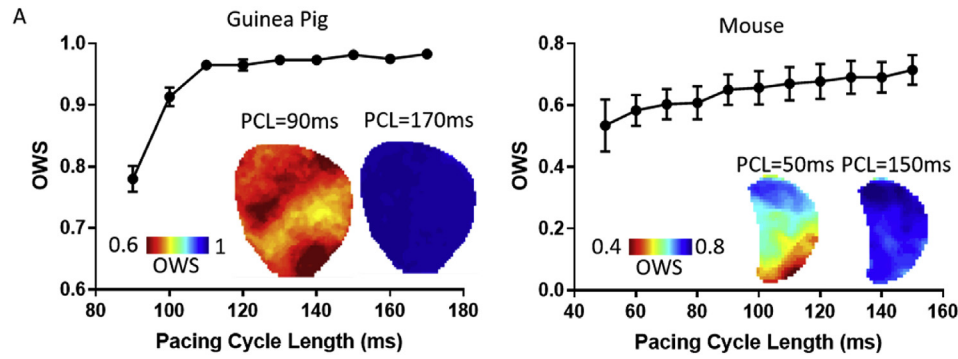 A
Guinea Pig
OWS
1.0
0.9
0.8
0.7
0.6
PCL=90ms PCL=170ms
0.6 1
OWS
80 100 120 140 160 180
Pacing Cycle Length (ms)
Mouse
OWS
0.8
0.6
0.4
0.2
0.0
PCL=50ms PCL=150ms
0.4 0.8
OWS
40 60 80 100 120 140 160
Pacing Cycle Length (ms)